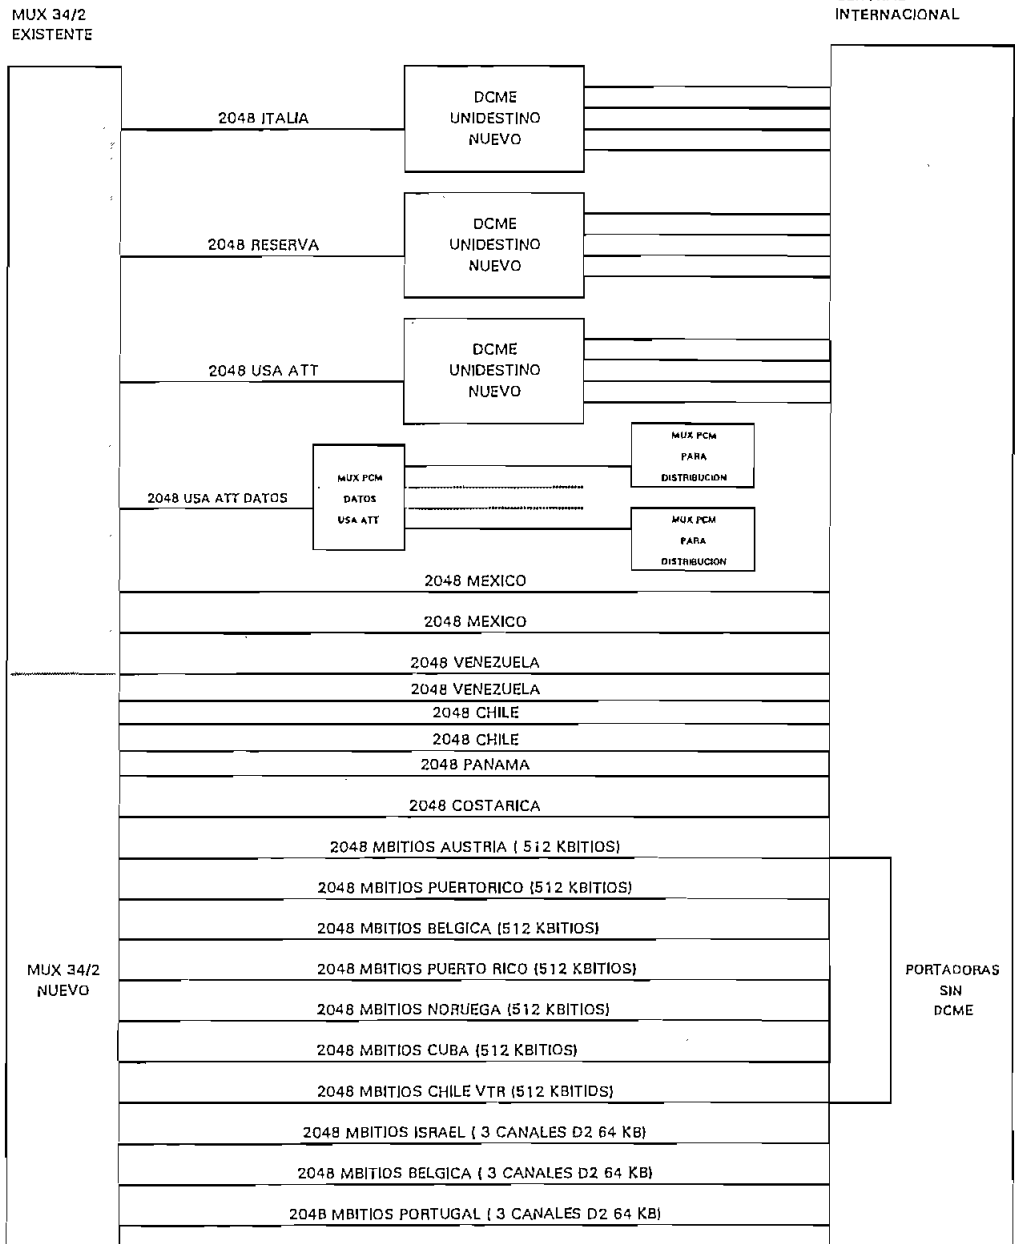 MUX 34/2
EXISTENTE
INTERNACIONAL
DCME
UNIDESTINO
NUEVO
2048 ITALIA
DCME
UNIDESTINO
NUEVO
2048 RESERVA
DCME
UNIDESTINO
NUEVO
2048 USA ATT
MUX PCM
PARA
DISTRIBUCION
MUX PCM
DATOS
USA ATT
2048 USA ATT DATOS
MUX PCM
PARA
DISTRIBUCION
2048 MEXICO
2048 MEXICO
2048 VENEZUELA
2048 VENEZUELA
2048 CHILE
2048 CHILE
2048 PANAMA
2048 COSTARICA
2048 MBITIOS AUSTRIA ( 512 KBITIOS)
2048 MBITIOS PUERTORICO (512 KBITIOS)
2048 MBITIOS BELGICA (512 KBITIOS)
MUX 34/2
NUEVO
2048 MBITIOS PUERTO RICO (512 KBITIOS)
PORTADORAS
SIN
DCME
2048 MBITIOS NORUEGA (512 KBITIOS)
2048 MBITIOS CUBA (512 KBITIOS)
2048 MBITIOS CHILE VTR (512 KBITIOS)
2048 MBITIOS ISRAEL ( 3 CANALES D2 64 KB)
2048 MBITIOS BELGICA ( 3 CANALES D2 64 KB)
2048 MBITIOS PORTUGAL ( 3 CANALES D2 64 KB)